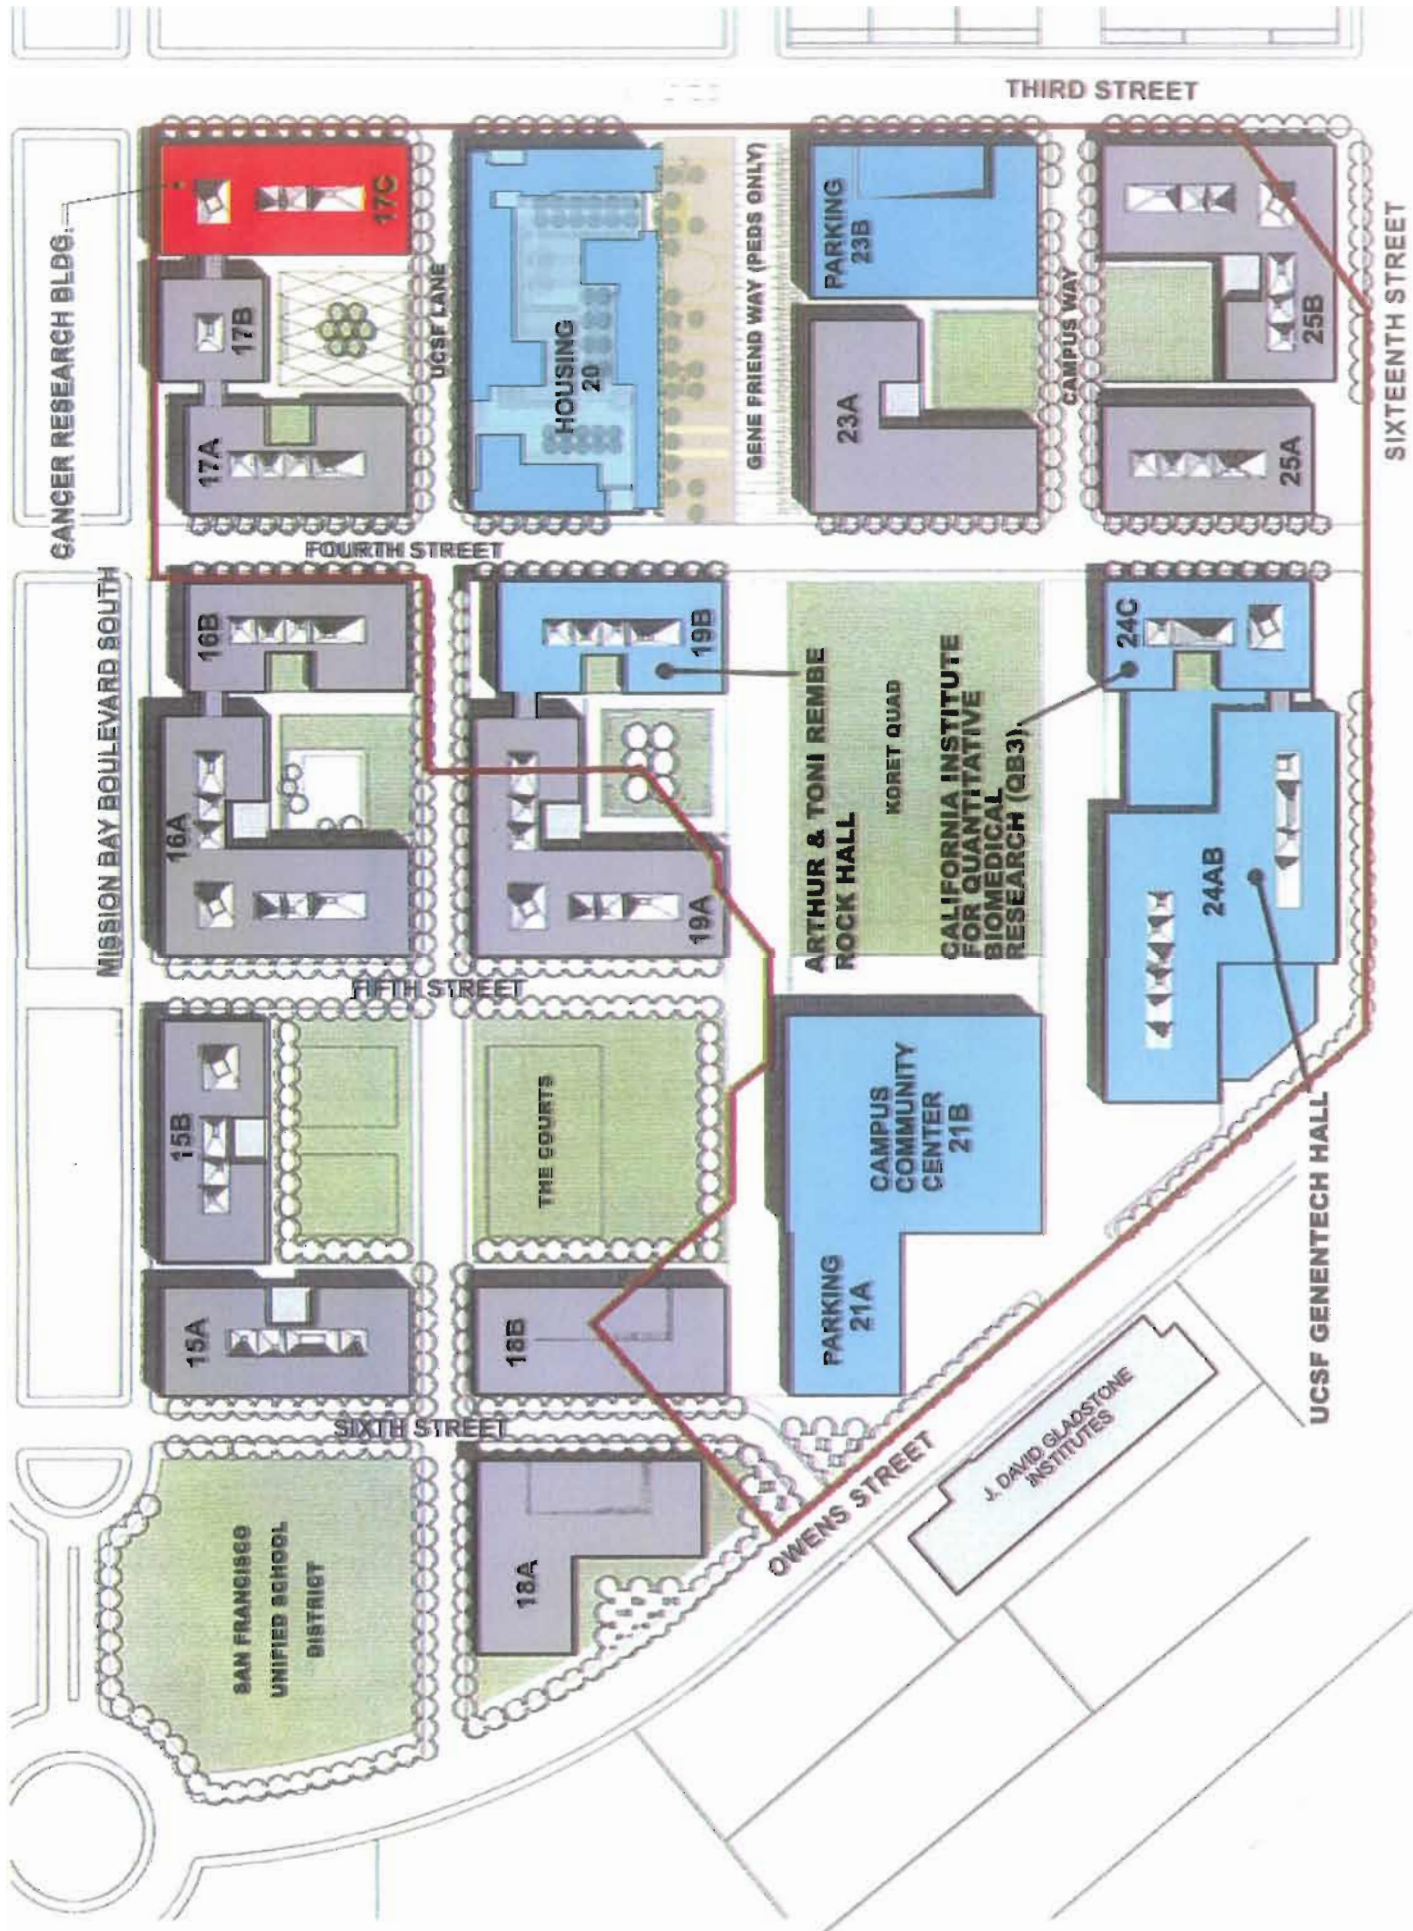 THIRD STREET
CANCER RESEARCH BLDG.
17C
17B
17A
UCSF LANE
HOUSING
20
GENE FRIEND WAY (PEDS ONLY)
PARKING
23B
23A
CAMPUS WAY
25B
25A
SIXTEENTH STREET
FOURTH STREET
MISSION BAY BOULEVARD SOUTH
16B
16A
19B
19A
ARTHUR & TONI REMBE
ROCK HALL
KORET QUAD
CALIFORNIA INSTITUTE
FOR QUANTITATIVE
BIOMEDICAL
RESEARCH (QB3)
24C
24AB
FIFTH STREET
15B
15A
THE COURTS
18B
CAMPUS
COMMUNITY
CENTER
21B
PARKING
21A
UCSF GENENTECH HALL
SIXTH STREET
SAN FRANCISCO
UNIFIED SCHOOL
DISTRICT
18A
OWENS STREET
J. DAVID GLADSTONE
INSTITUTES